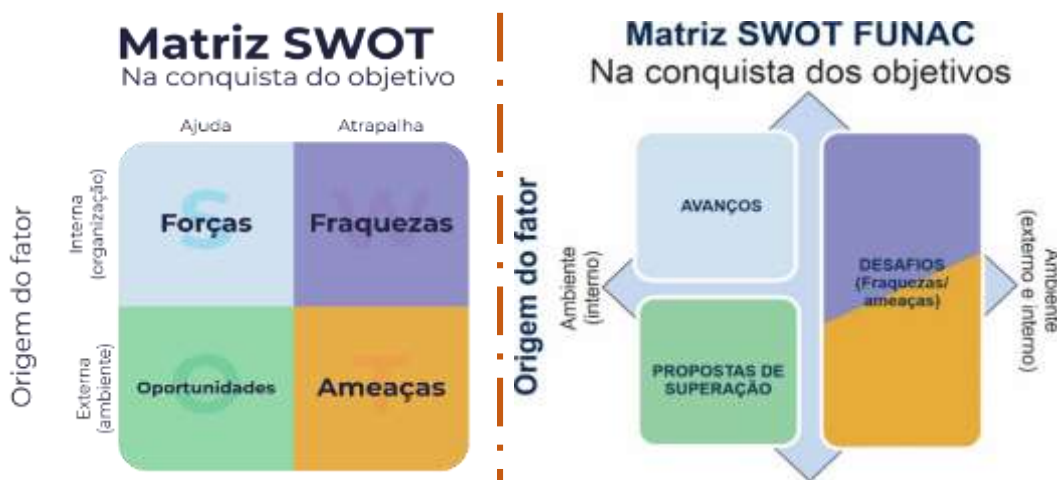 Matriz SWOT
Na conquista do objetivo
Ajuda
Atrapalha
Origem do fator
Interna
(organização)
Externa
(ambiente)
S
Forças
W
Fraquezas
O
Oportunidades
T
Ameaças
Matriz SWOT FUNAC
Na conquista dos objetivos
Origem do fator
Ambiente
(interno)
AVANÇOS
DESAFIOS
(Fraquezas/
ameaças)
PROPOSTAS DE
SUPERAÇÃO
Ambiente
(externo e interno)